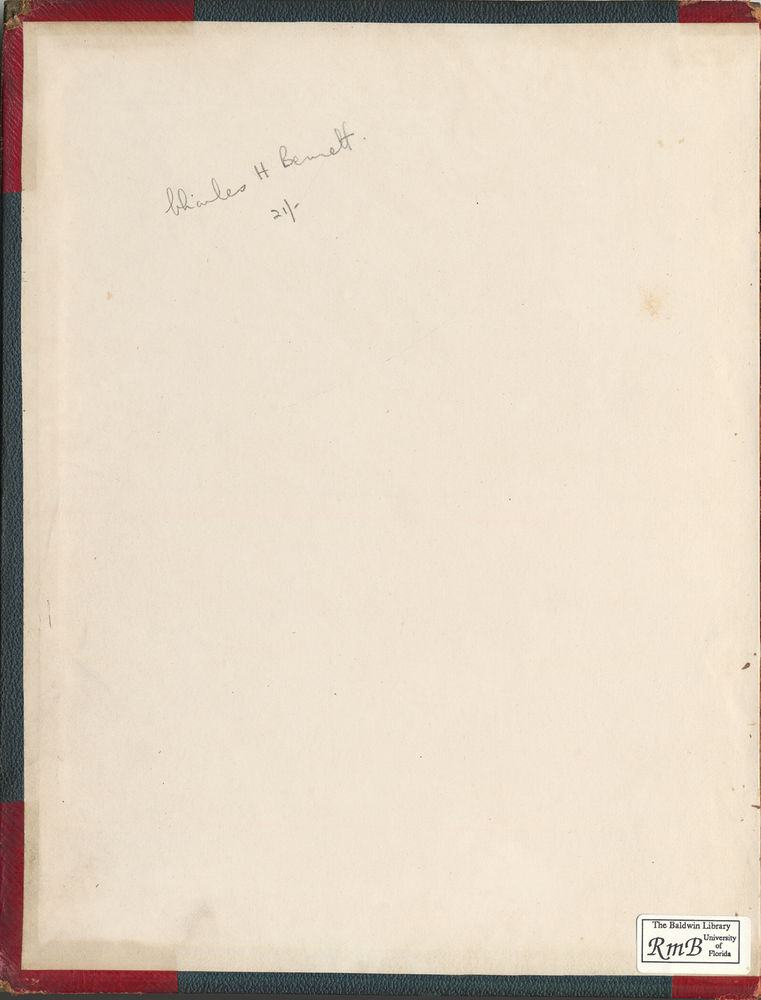 Charles H Bennett.
21/-
The Baldwin Library
RmB University
of
Florida